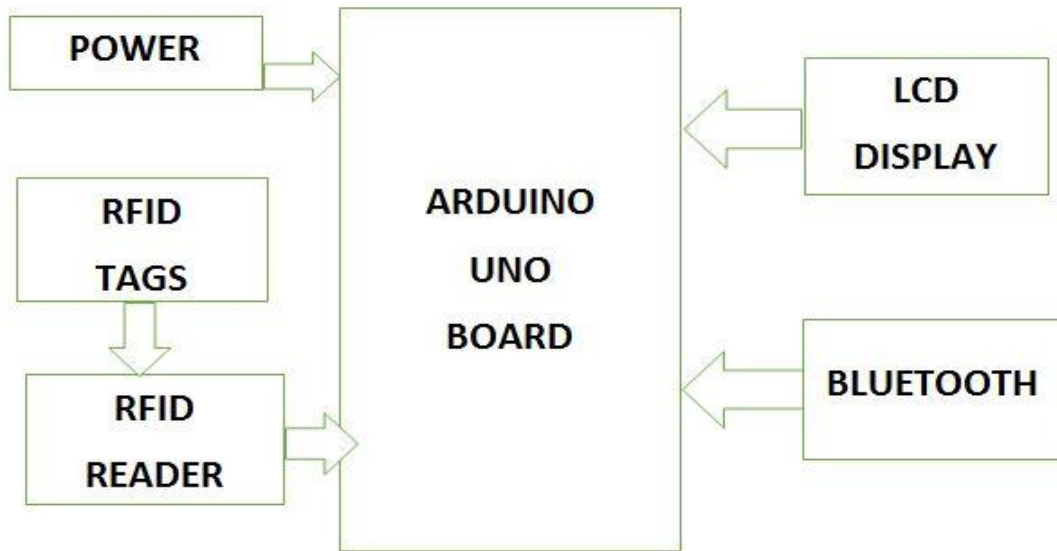 POWER
RFID
TAGS
RFID
READER
ARDUINO
UNO
BOARD
LCD
DISPLAY
BLUETOOTH